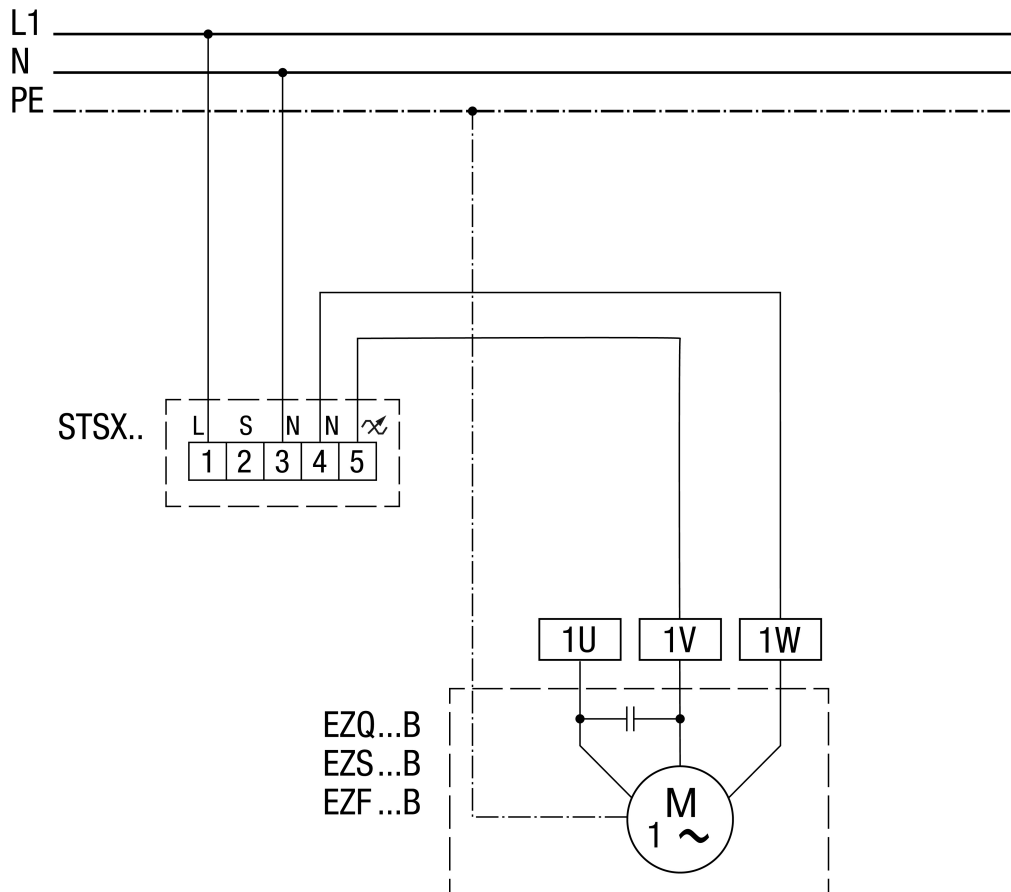 L1
N
PE
STSX..
L S N N
1 2 3 4 5
1U 1V 1W
EZQ...B
EZS...B
EZF...B
M
1 ~